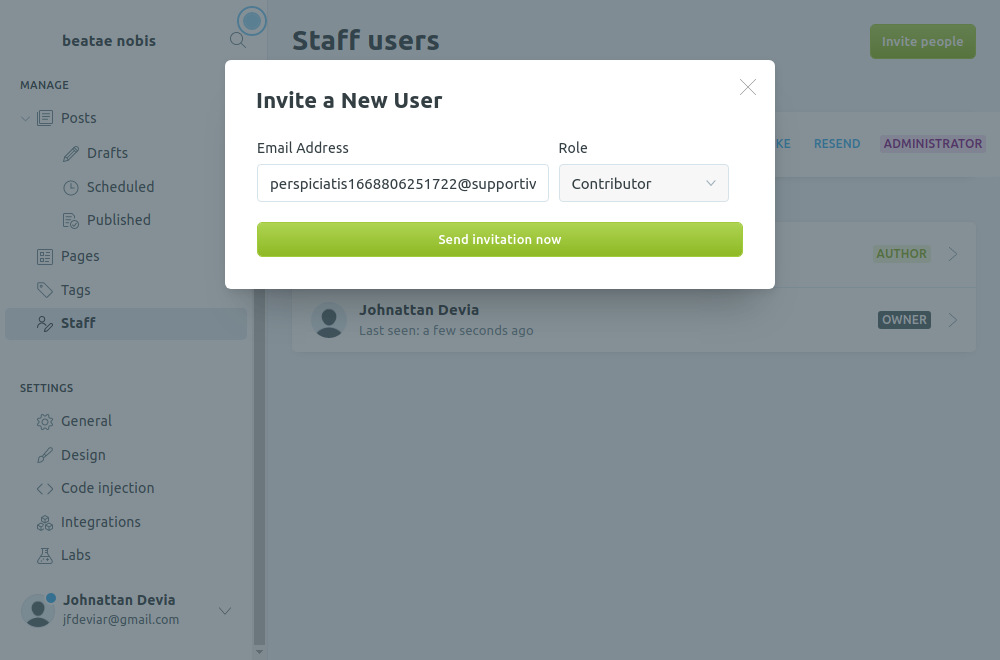 beatae nobis
MANAGE
Posts
Drafts
Scheduled
Published
Pages
Tags
Staff
SETTINGS
General
Design
Code injection
Integrations
Labs
Johnattan Devia
jfdeviar@gmail.com
Staff users
Invite people
RESEND
ADMINISTRATOR
Invite a New User
Email Address
Role
perspiciatis1668806251722@supportiv
Contributor
Send invitation now
AUTHOR
Johnattan Devia
Last seen: a few seconds ago
OWNER